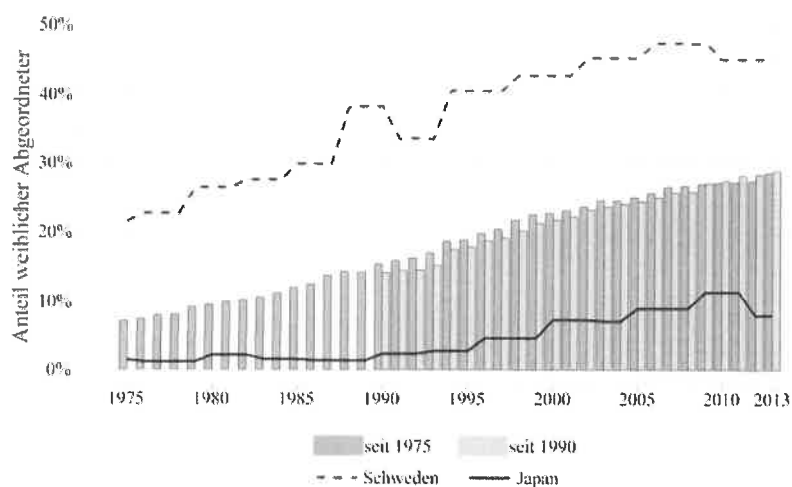 50%
40%
30%
20%
10%
0%
Anteil weiblicher Abgeordneter
1975 1980 1985 1990 1995 2000 2005 2010 2013
seit 1975 seit 1990
Schweden Japan